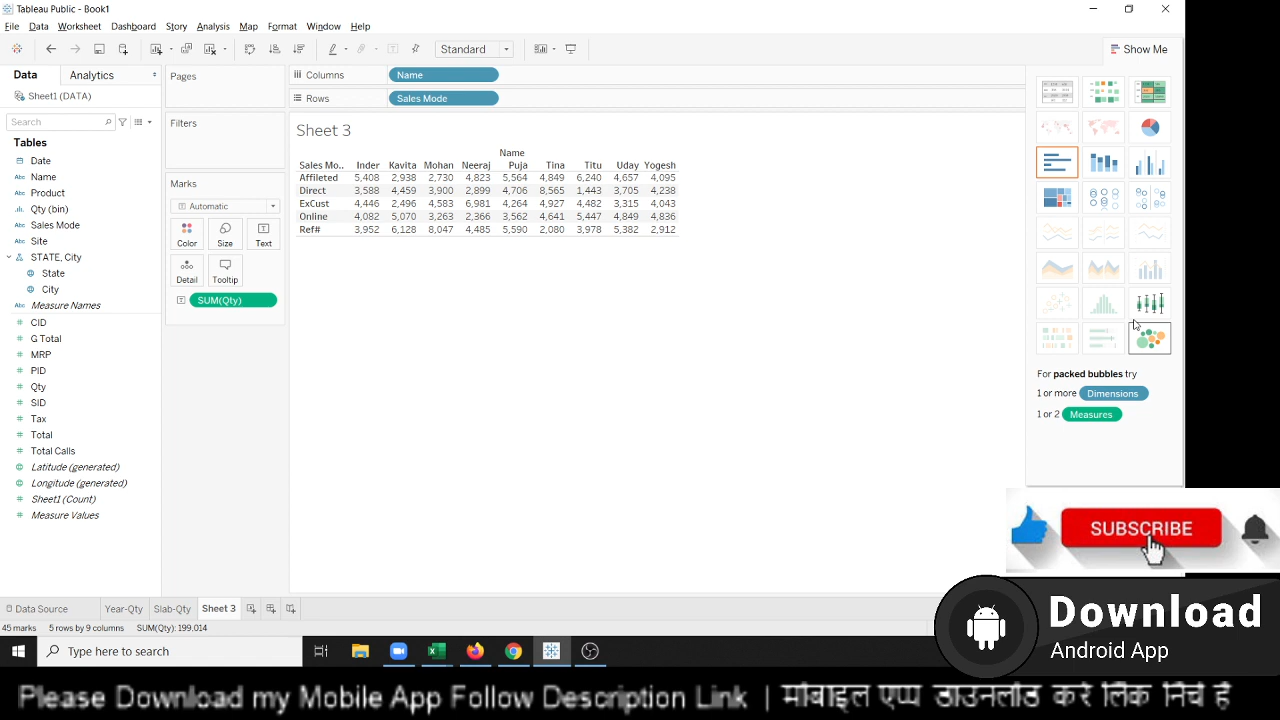 Tableau Public - Book1
File Data Worksheet Dashboard Story Analysis Map Format Window Help
Standard
Show Me
Data Analytics
Pages
Columns Name
Sheet1 (DATA)
Rows Sales Mode
Search
Filters
Sheet 3
Tables
Date
Name
Product
Qty (bin)
Sales Mode
Site
STATE, City
State
City
Measure Names
CID
G Total
MRP
PID
Qty
SID
Tax
Total
Total Calls
Latitude (generated)
Longitude (generated)
Sheet1 (Count)
Measure Values
Marks
Automatic
Color Size Text
Detail Tooltip
SUM(Qty)
Name
Sales Mo.. Kavita Mohan Neeraj Puja Tina Titu Uday Yogesh
Affileted 2,938 2,730 4,823 5,564 4,849 6,240 4,657 4,095
Direct 4,459 3,900 2,899 4,706 8,565 1,443 3,705 4,238
ExCust 2,496 4,563 3,981 4,264 4,927 4,482 3,315 4,043
Online 4,082 5,070 3,263 2,366 3,562 4,641 5,447 4,849 4,836
Ref# 3,952 6,128 8,047 4,485 5,590 2,080 3,978 5,382 2,912
For packed bubbles try
1 or more Dimensions
1 or 2 Measures
SUBSCRIBE
Download
Android App
Data Source Year-Qty Slab-Qty Sheet 3
45 marks 5 rows by 9 columns SUM(Qty): 199,014
Type here to search
Please Download my Mobile App Follow Description Link | मोबाइल एप्प डाउनलोड करे लिंक निचे है